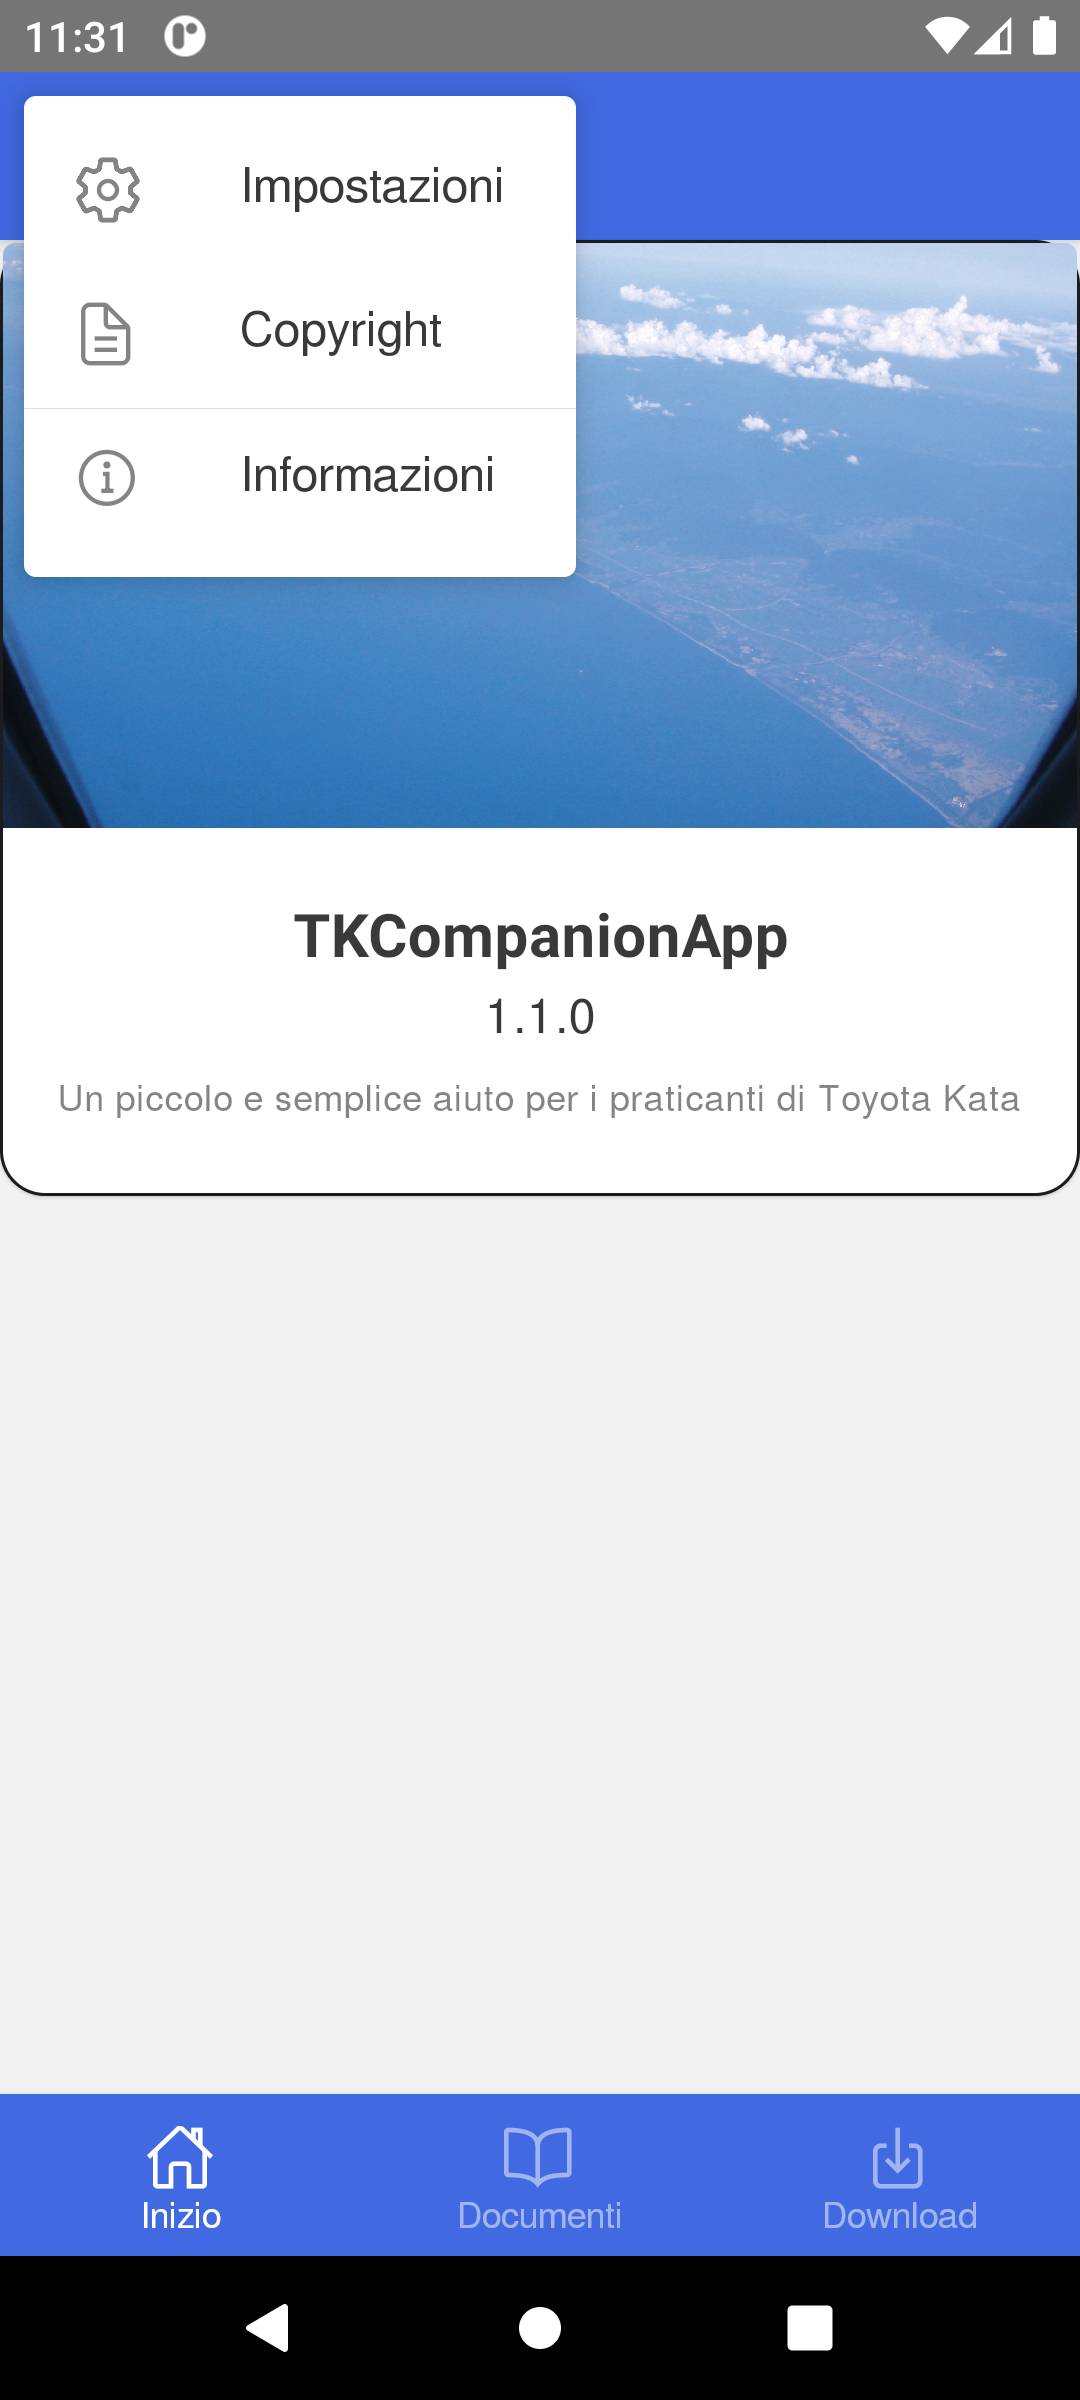 11:31
Impostazioni
Copyright
Informazioni
TKCompanionApp
1.1.0
Un piccolo e semplice aiuto per i praticanti di Toyota Kata
Inizio
Documenti
Download